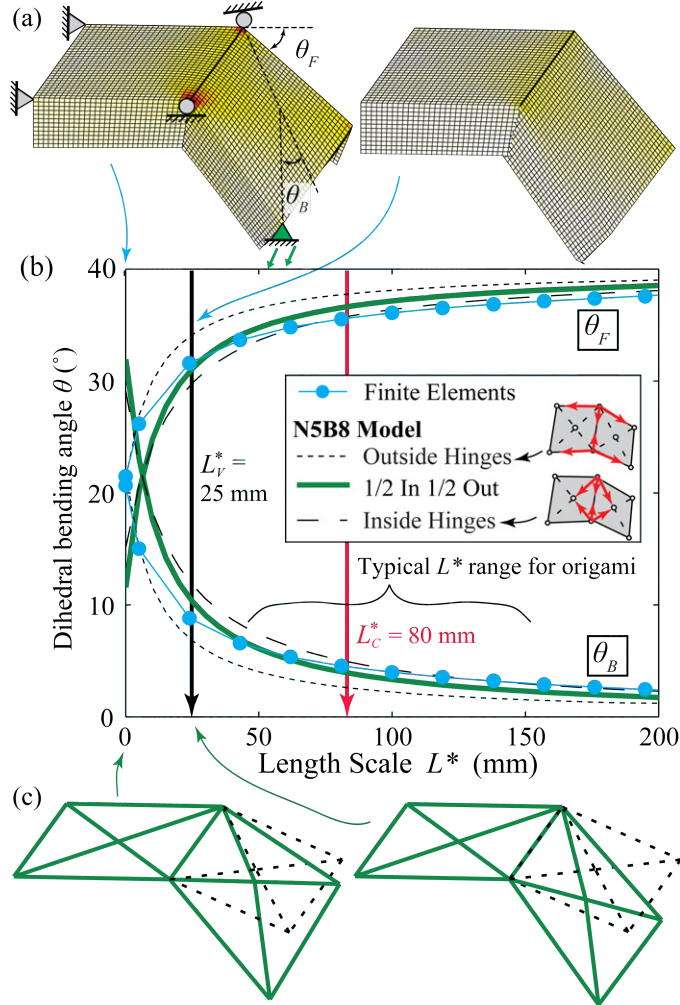 (a)
θ_F
θ_B
(b)
40
30
20
10
0
Dihedral bending angle θ (°)
θ_F
Finite Elements
N5B8 Model
Outside Hinges
1/2 In 1/2 Out
Inside Hinges
L*_V =
25 mm
Typical L* range for origami
L*_C = 80 mm
θ_B
0 50 100 150 200
Length Scale L* (mm)
(c)